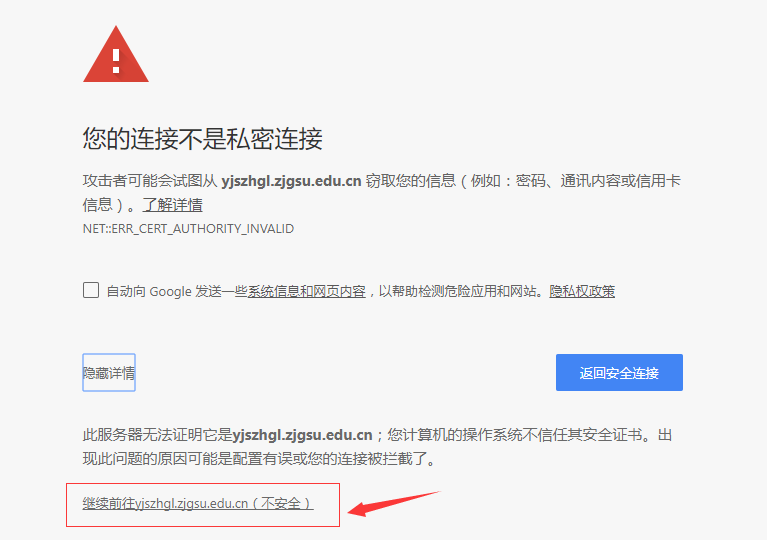 您的连接不是私密连接
攻击者可能会试图从 yjszhgl.zjgsu.edu.cn 窃取您的信息（例如：密码、通讯内容或信用卡
信息）。了解详情
NET::ERR_CERT_AUTHORITY_INVALID
自动向 Google 发送一些系统信息和网页内容，以帮助检测危险应用和网站。隐私权政策
隐藏详情
返回安全连接
此服务器无法证明它是yjszhgl.zjgsu.edu.cn；您计算机的操作系统不信任其安全证书。出
现此问题的原因可能是配置有误或您的连接被拦截了。
继续前往yjszhgl.zjgsu.edu.cn（不安全）